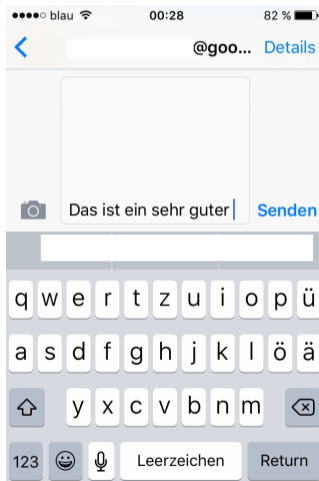 blau 00:28 82 %
@goo... Details
Das ist ein sehr guter
Senden
q w e r t z u i o p ü
a s d f g h j k l ö ä
y x c v b n m
123 Leerzeichen Return